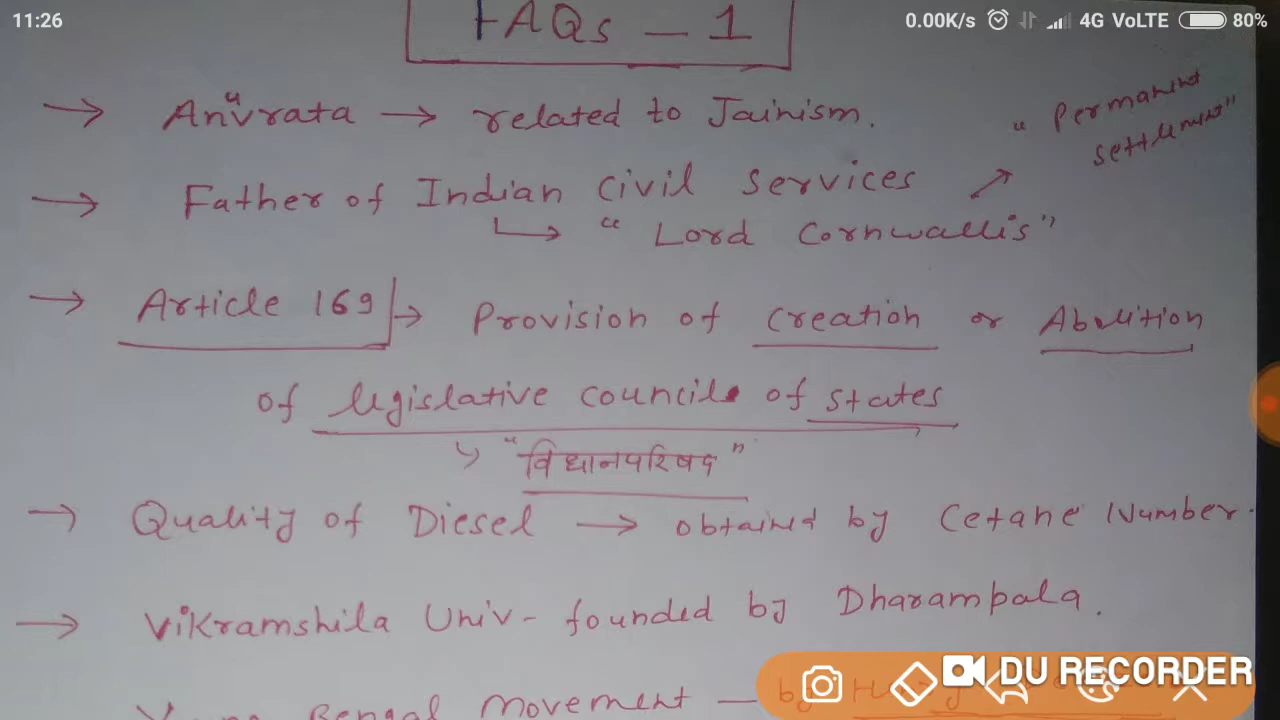 11:26
0.00K/s 4G VoLTE 80%
FAQs - 1
→ Anuvrata → related to Jainism.
→ Father of Indian Civil Services ↗ "Permanent
settlement"
↳ "Lord Cornwallis"
→ Article 169 → Provision of Creation or Abolition
of legislative councils of states
↳ "विधानपरिषद"
→ Quality of Diesel → obtained by Cetane Number.
→ Vikramshila Univ- founded by Dharampala.
DU RECORDER
Bengal Movement - by